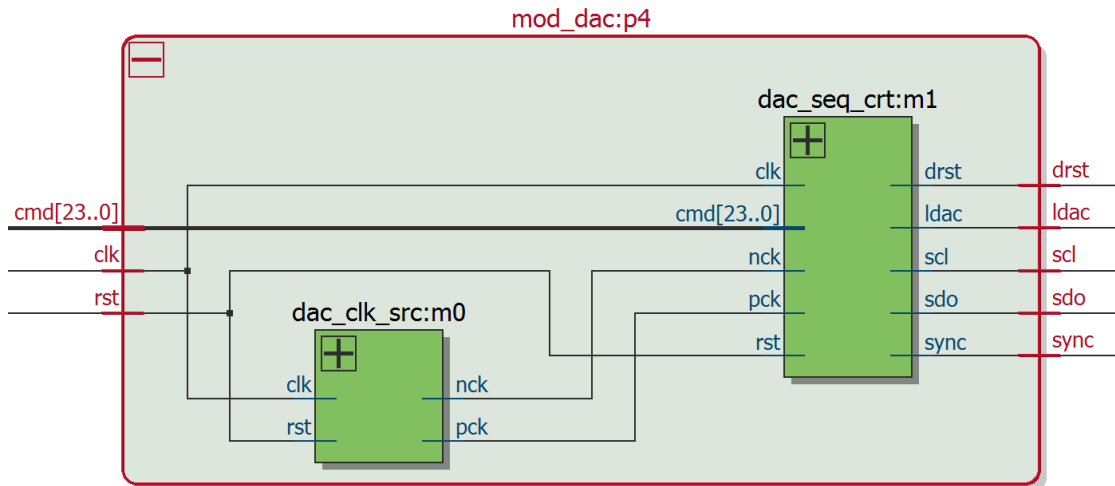 mod_dac:p4
dac_seq_crt:m1
clk
drst
drst
cmd[23..0]
cmd[23..0]
ldac
ldac
clk
nck
scl
scl
rst
dac_clk_src:m0
pck
sdo
sdo
rst
sync
sync
clk
nck
rst
pck